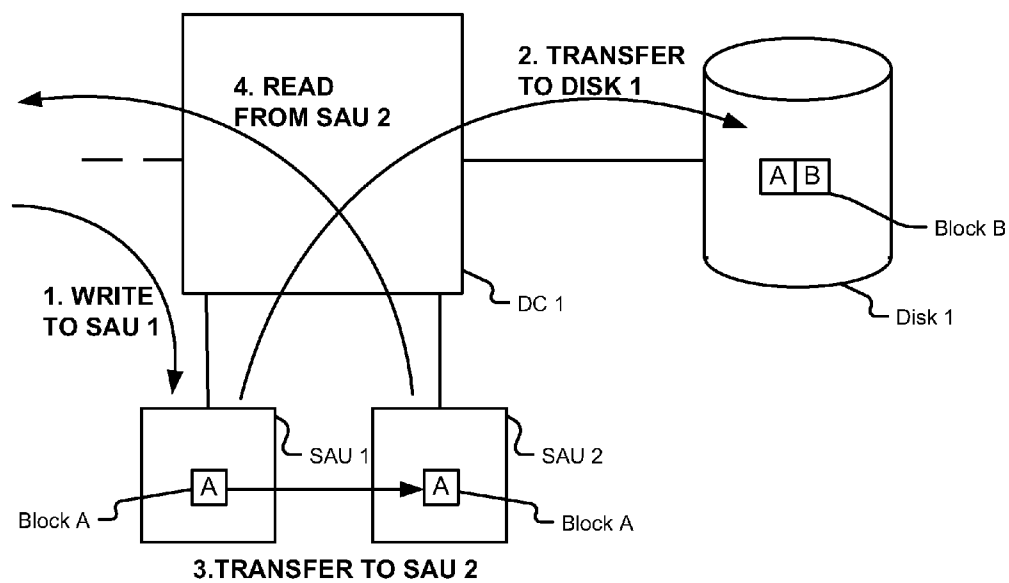 2. TRANSFER
TO DISK 1
4. READ
FROM SAU 2
A B
Block B
1. WRITE
TO SAU 1
DC 1
Disk 1
SAU 1
SAU 2
A
A
Block A
Block A
3.TRANSFER TO SAU 2